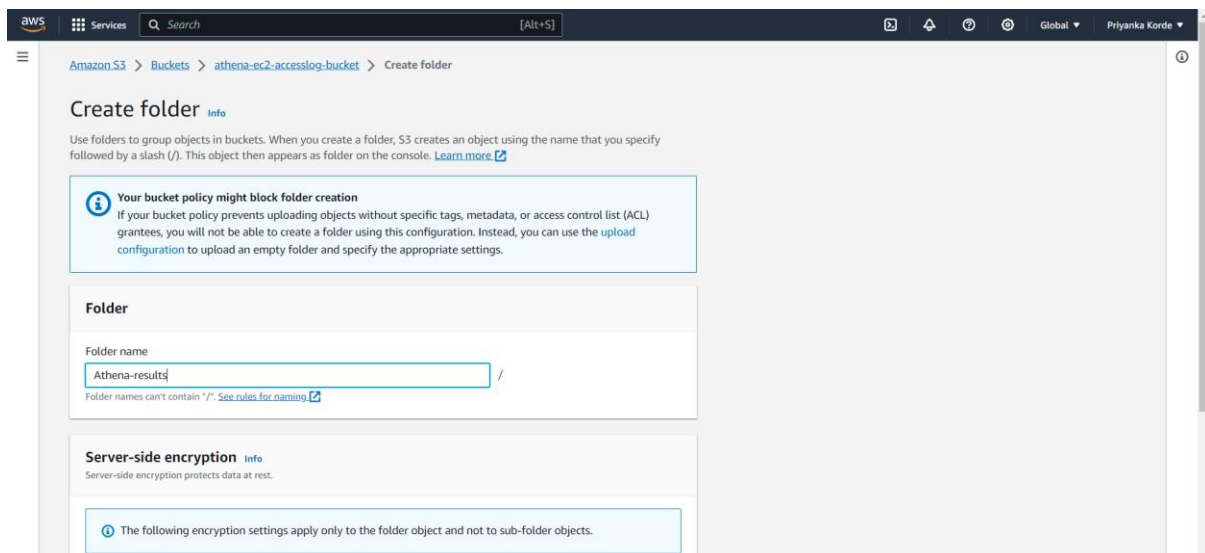 aws
Services
Search
[Alt+S]
Global
Priyanka Korde
Amazon S3 > Buckets > athena-ec2-accesslog-bucket > Create folder
Create folder Info
Use folders to group objects in buckets. When you create a folder, S3 creates an object using the name that you specify
followed by a slash (/). This object then appears as folder on the console. Learn more
Your bucket policy might block folder creation
If your bucket policy prevents uploading objects without specific tags, metadata, or access control list (ACL)
grantees, you will not be able to create a folder using this configuration. Instead, you can use the upload
configuration to upload an empty folder and specify the appropriate settings.
Folder
Folder name
Athena-results /
Folder names can't contain "/". See rules for naming
Server-side encryption Info
Server-side encryption protects data at rest.
The following encryption settings apply only to the folder object and not to sub-folder objects.